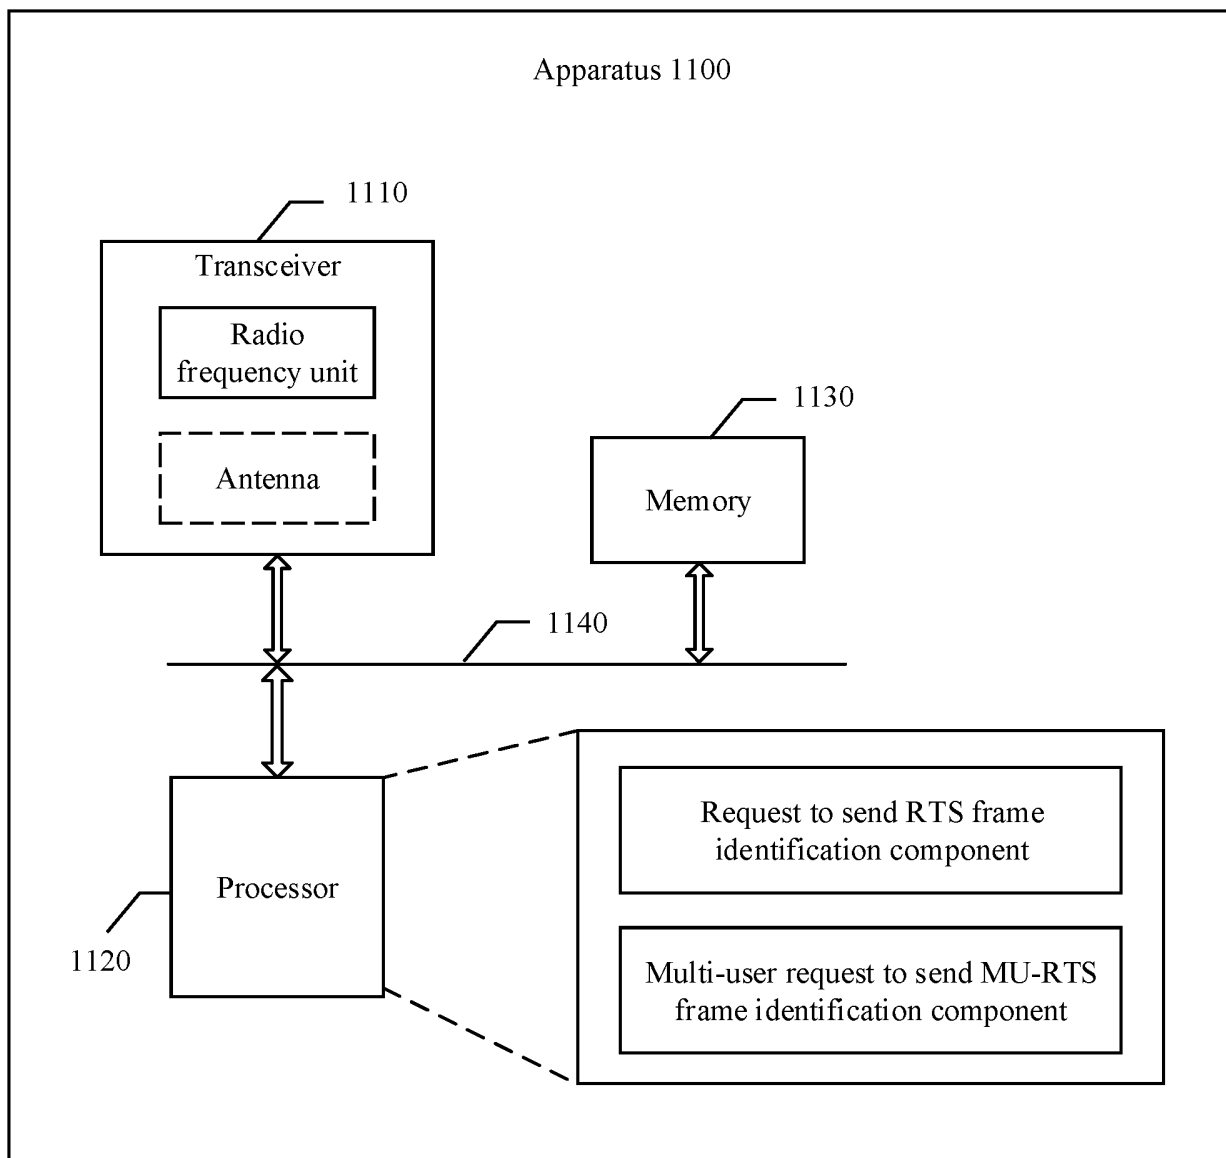 Apparatus 1100
1110
Transceiver
Radio
frequency unit
Antenna
1130
Memory
1140
Processor
1120
Request to send RTS frame
identification component
Multi-user request to send MU-RTS
frame identification component